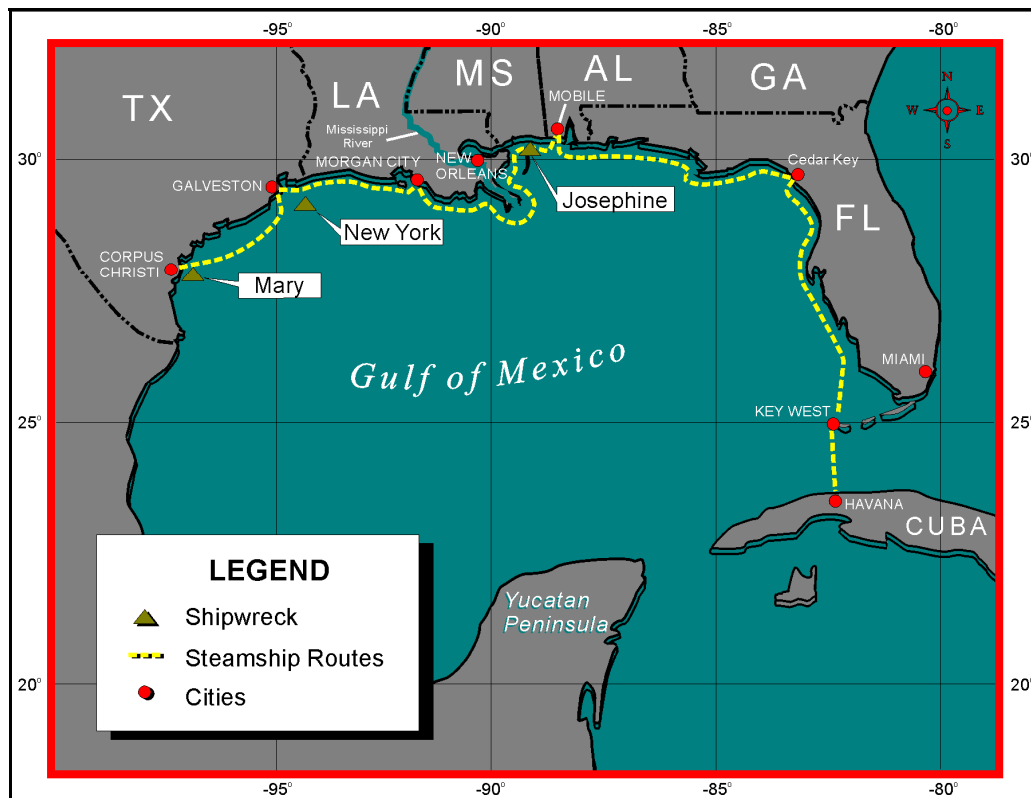 -95°
-90°
-85°
-80°
TX
LA
MS
AL
GA
N
W
E
S
MOBILE
Mississippi
River
30°
30°
NEW
ORLEANS
MORGAN CITY
Cedar Key
GALVESTON
Josephine
FL
New York
CORPUS
CHRISTI
Mary
Gulf of Mexico
MIAMI
KEY WEST
25°
25°
HAVANA
CUBA
LEGEND
Shipwreck
Steamship Routes
Cities
Yucatan
Peninsula
20°
20°
-95°
-90°
-85°
-80°